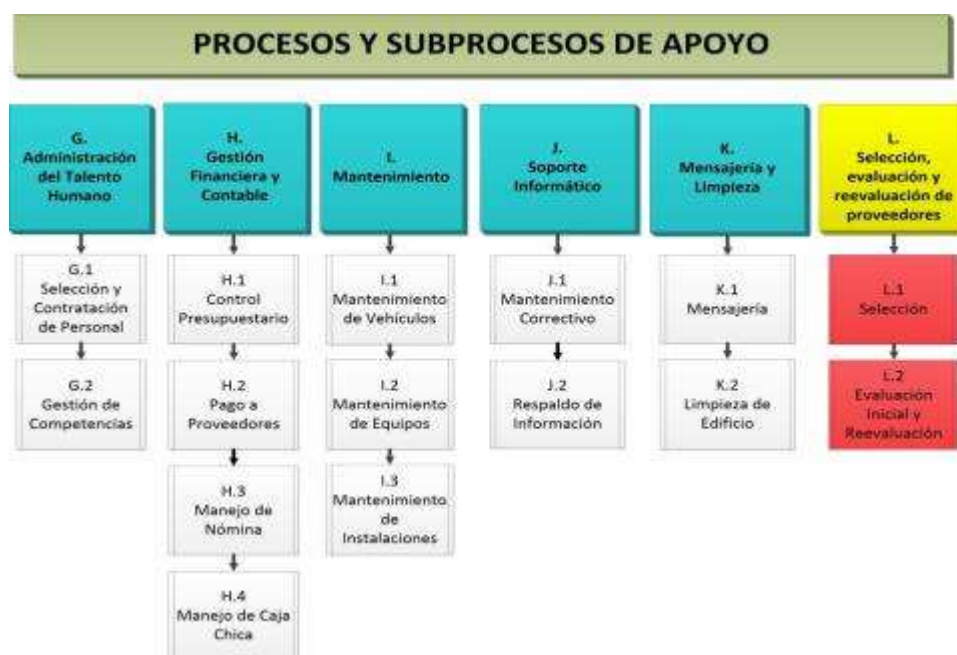 PROCESOS Y SUBPROCESOS DE APOYO
G.
Administración
del Talento
Humano
H.
Gestión
Financiera y
Contable
I.
Mantenimiento
J.
Soporte
Informático
K.
Mensajería y
Limpieza
L.
Selección,
evaluación y
reevaluación de
proveedores
G.1
Selección y
Contratación
de Personal
G.2
Gestión de
Competencias
H.1
Control
Presupuestario
H.2
Pago a
Proveedores
H.3
Manejo de
Nómina
H.4
Manejo de Caja
Chica
I.1
Mantenimiento
de Vehículos
I.2
Mantenimiento
de Equipos
I.3
Mantenimiento
de
Instalaciones
J.1
Mantenimiento
Correctivo
J.2
Respaldo de
Información
K.1
Mensajería
K.2
Limpieza de
Edificio
L.1
Selección
L.2
Evaluación
Inicial y
Reevaluación